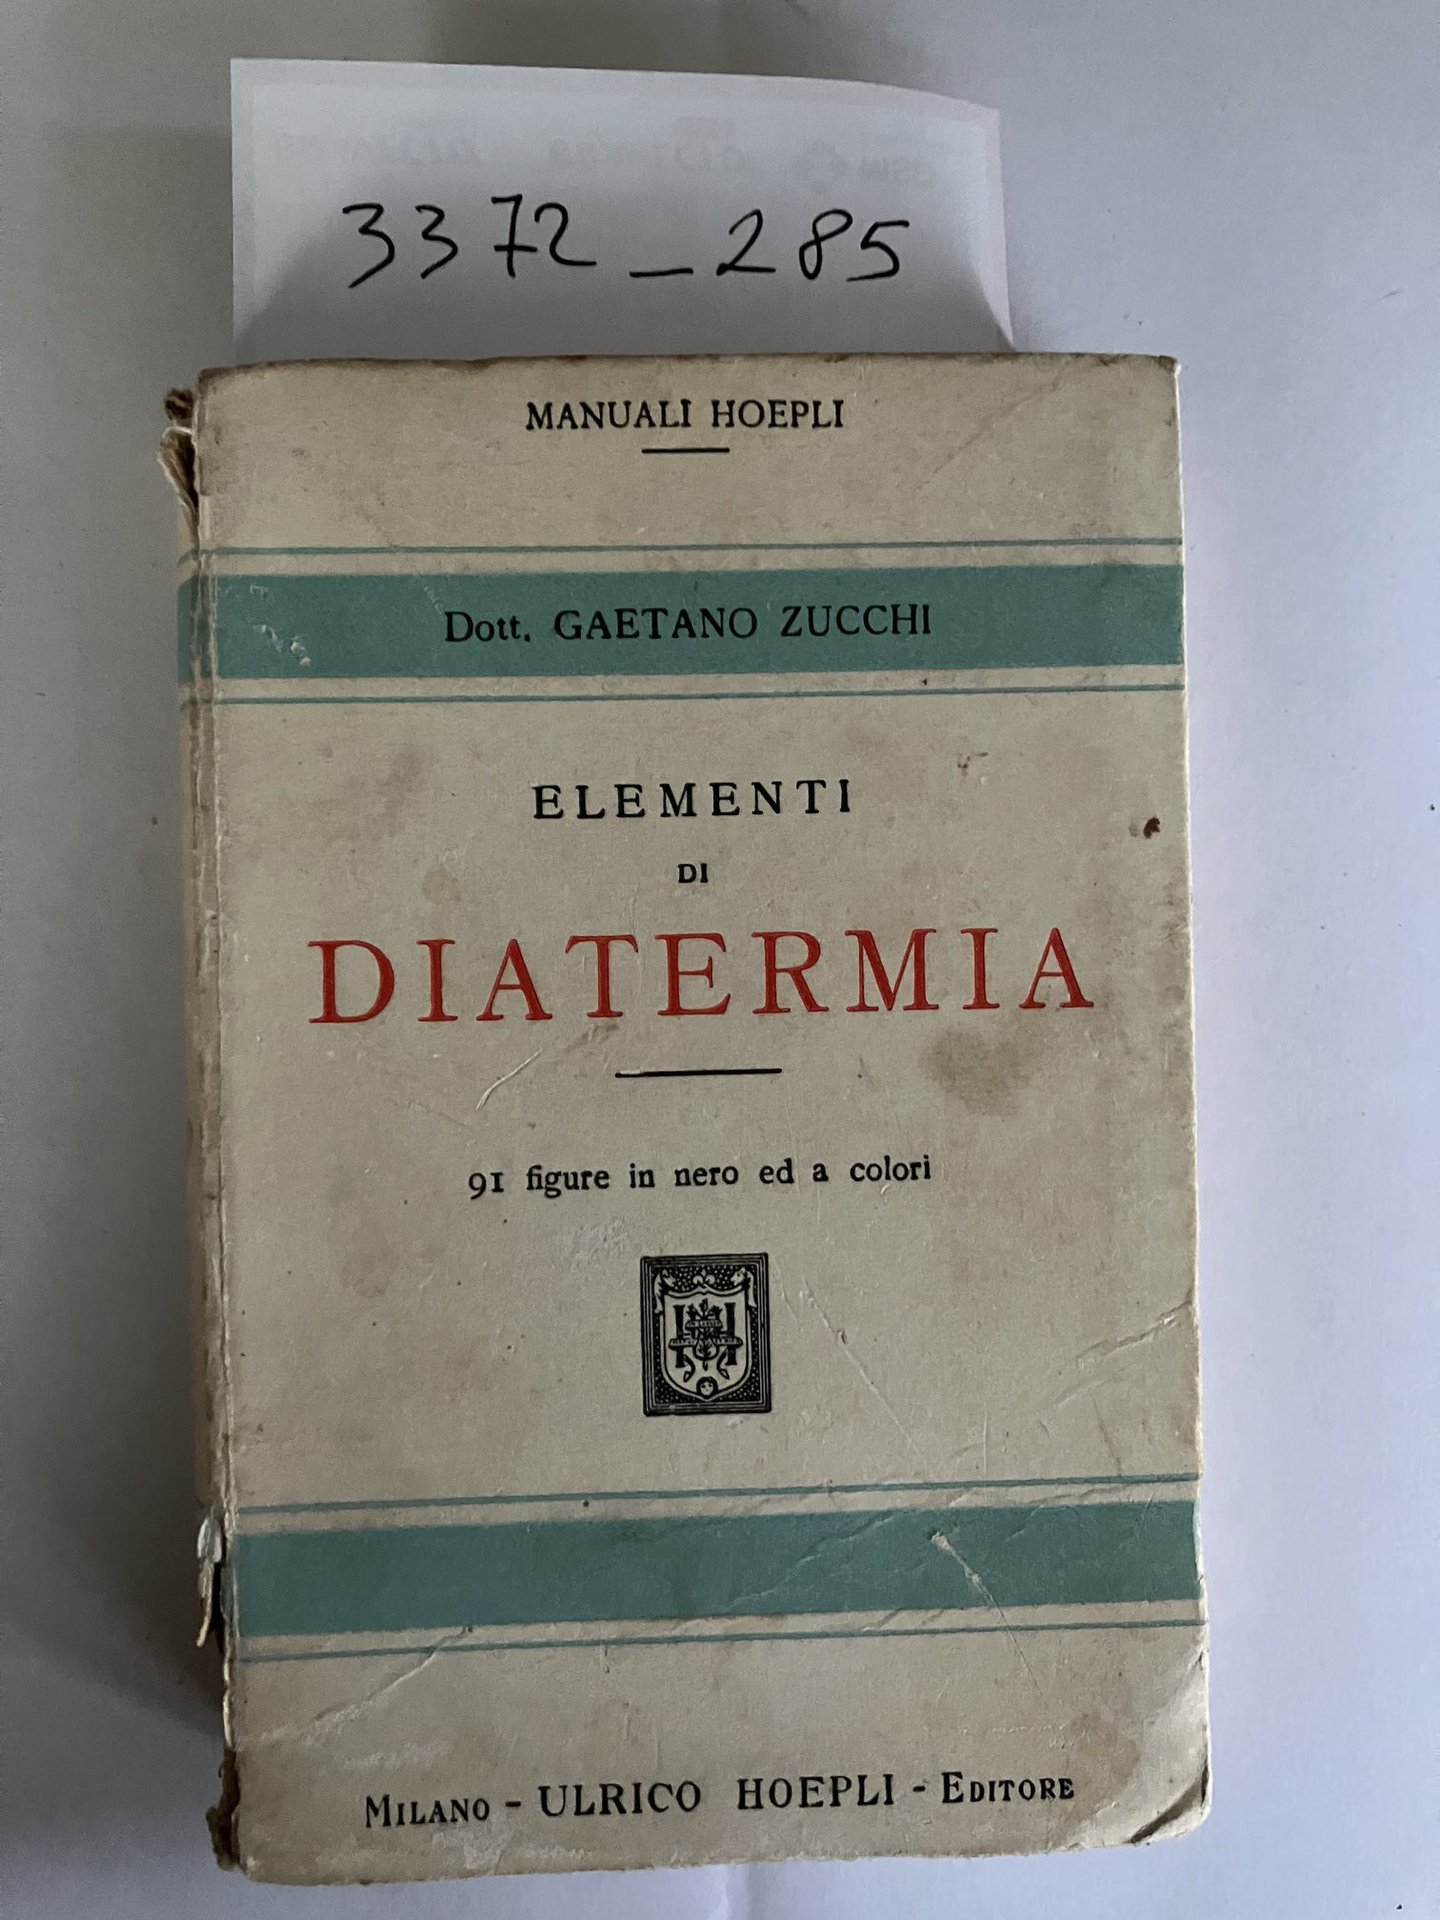 3372_285
MANUALI HOEPLI
Dott. GAETANO ZUCCHI
ELEMENTI
DI
DIATERMIA
91 figure in nero ed a colori
MILANO - ULRICO HOEPLI - EDITORE